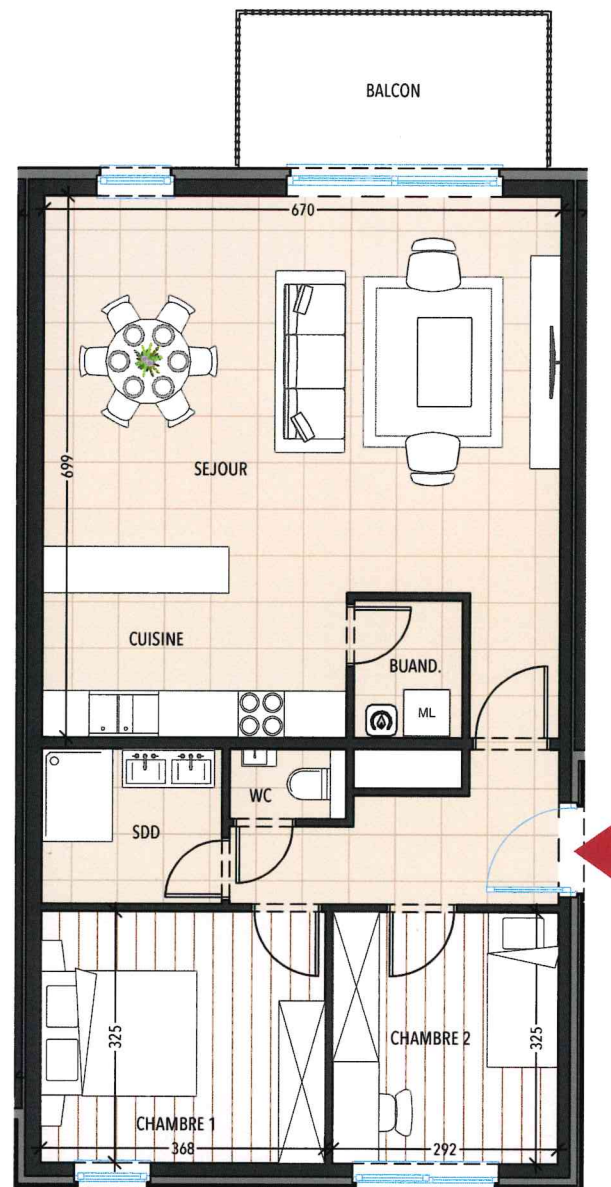 BALCON
670
699
SEJOUR
CUISINE
BUAND.
ML
WC
SDD
325
CHAMBRE 2
325
CHAMBRE 1
368
292